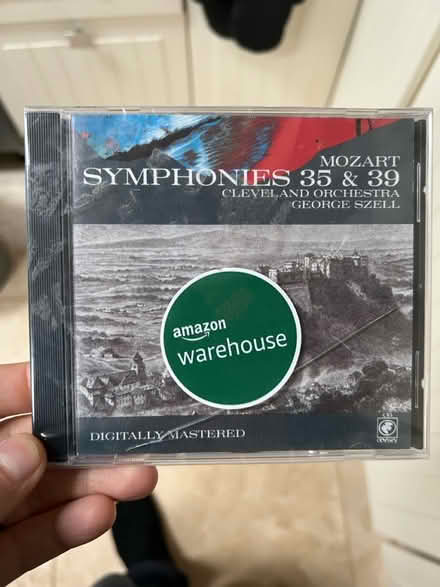 MOZART
SYMPHONIES 35 & 39
CLEVELAND ORCHESTRA
GEORGE SZELL
amazon
warehouse
DIGITALLY MASTERED